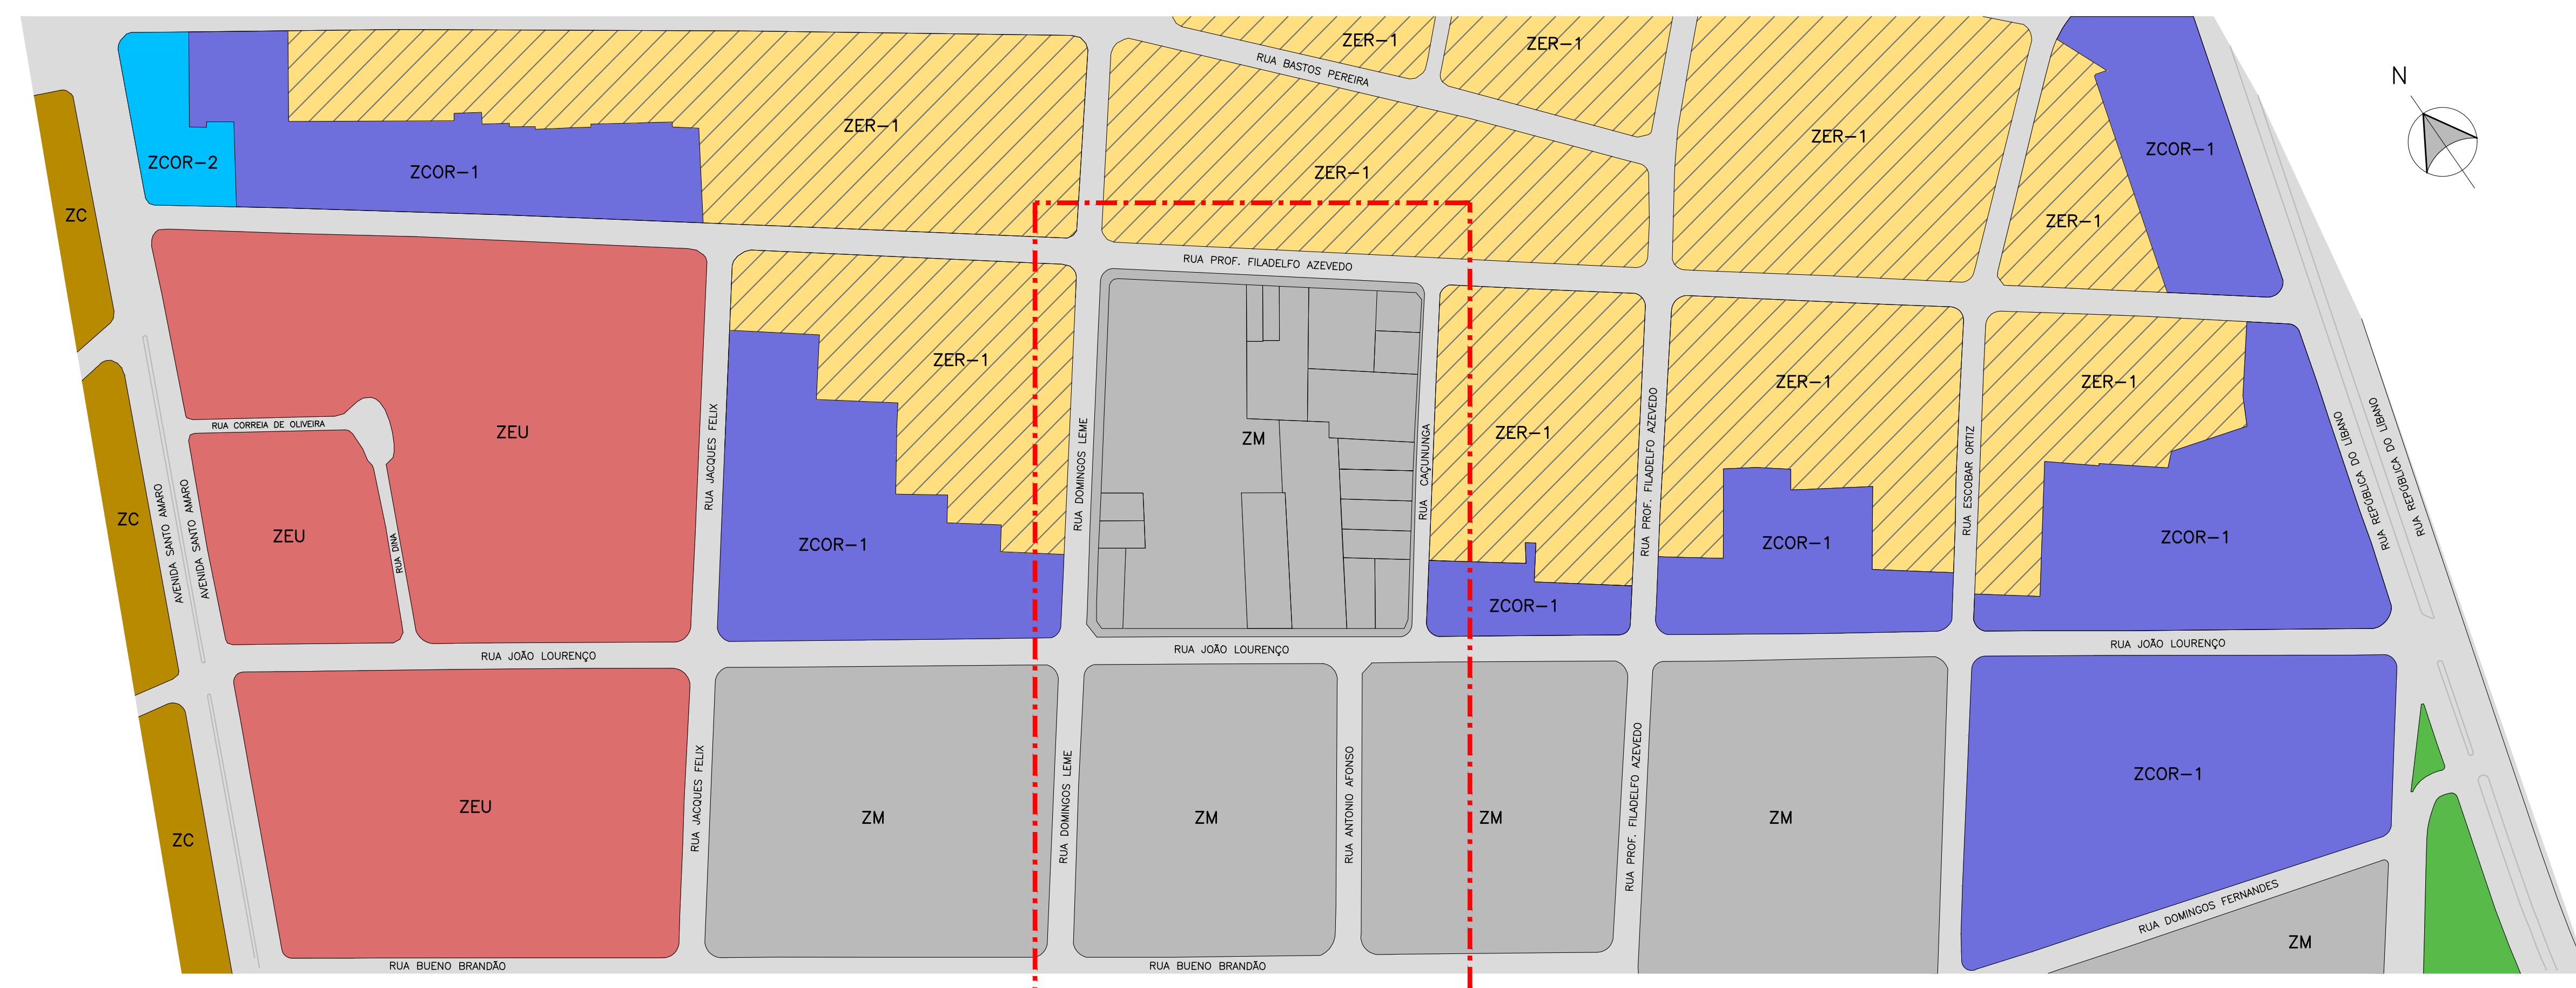 ZER-1
ZER-1
RUA BASTOS PEREIRA
N
ZER-1
ZER-1
ZCOR-1
ZCOR-2
ZCOR-1
ZER-1
ZC
ZER-1
RUA PROF. FILADELFO AZEVEDO
ZER-1
ZER-1
ZER-1
ZEU
RUA CORREIA DE OLIVEIRA
RUA JACQUES FELIX
RUA DOMINGOS LEME
ZM
RUA CAÇUNUNGA
ZER-1
RUA PROF. FILADELFO AZEVEDO
RUA ESCOBAR ORTIZ
ZER-1
RUA REPÚBLICA DO LIBANO
RUA REPÚBLICA DO LIBANO
ZC
AVENIDA SANTO AMARO
AVENIDA SANTO AMARO
ZEU
RUA DINA
ZCOR-1
ZCOR-1
ZCOR-1
ZCOR-1
RUA JOÃO LOURENÇO
RUA JOÃO LOURENÇO
RUA JOÃO LOURENÇO
ZC
ZEU
RUA JACQUES FELIX
ZM
RUA DOMINGOS LEME
ZM
RUA ANTONIO AFONSO
ZM
RUA PROF. FILADELFO AZEVEDO
ZM
ZCOR-1
RUA DOMINGOS FERNANDES
ZM
RUA BUENO BRANDÃO
RUA BUENO BRANDÃO